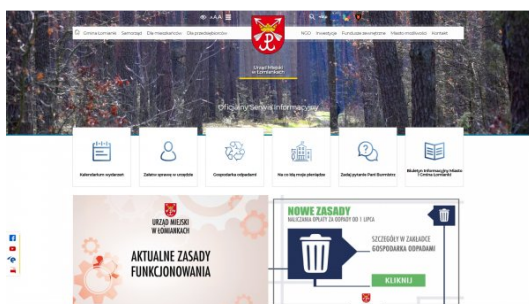 AAA
Gmina Łomianki Samorząd Dla mieszkańców Dla przedsiębiorców
NGO Inwestycje Fundusze zewnętrzne Miasto możliwości Kontakt
Urząd Miejski
w Łomiankach
Oficjalny Serwis Informacyjny
Kalendarium wydarzeń
Załatw sprawę w urzędzie
Gospodarka odpadami
Na co idą moje pieniądze
Zadaj pytanie Pani Burmistrz
Biuletyn Informacyjny Miasta
i Gminy Łomianki
URZĄD MIEJSKI
W ŁOMIANKACH
AKTUALNE ZASADY
FUNKCJONOWANIA
NOWE ZASADY
NALICZANIA OPŁATY ZA ODPADY OD 1 LIPCA
SZCZEGÓŁY W ZAKŁADCE
GOSPODARKA ODPADAMI
KLIKNIJ